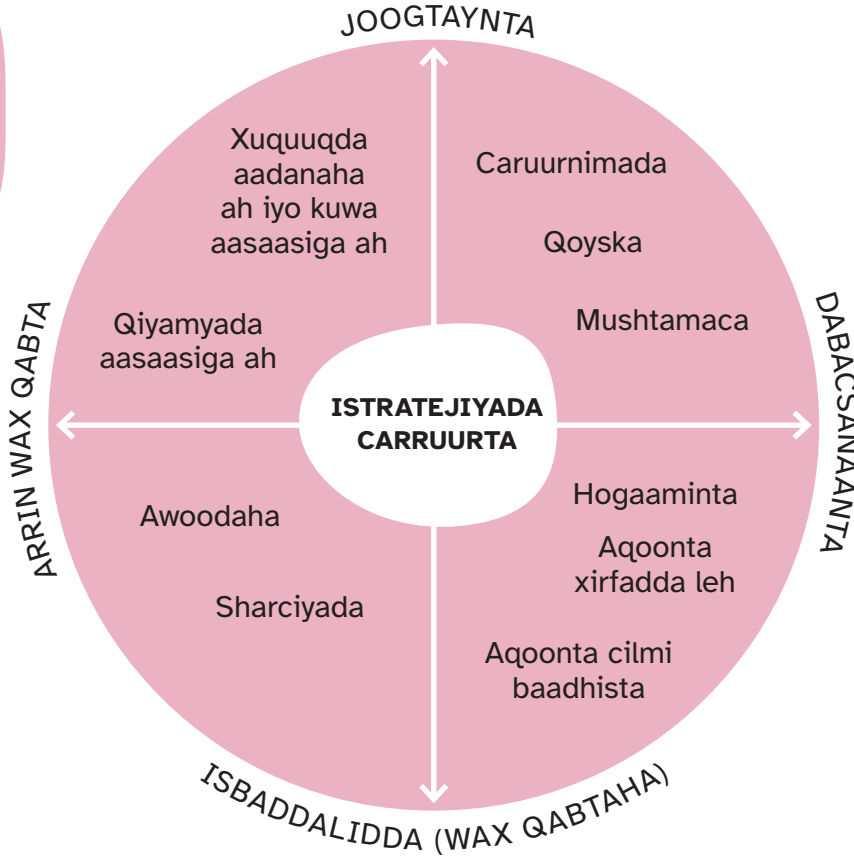 JOOGTAYNTA
Xuquuqda
aadanaha
ah iyo kuwa
aasaasiga ah
Qiyamyada
aasaasiga ah
Caruurnimada
Qoyska
Mushtamaca
ARRIN WAX QABTA
ISTRATEJIYADA
CARRUURTA
DABACSANAANTA
Awoodaha
Sharciyada
Hogaaminta
Aqoonta
xirfadda leh
Aqoonta cilmi
baadhista
ISBADDALIDDA (WAX QABTAHA)